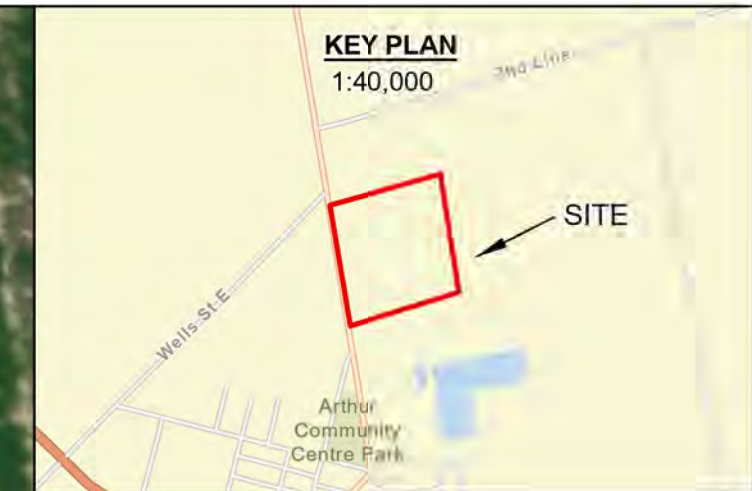 KEY PLAN
1:40,000
2nd Line
SITE
Wells St E
Arthur
Community
Centre Park